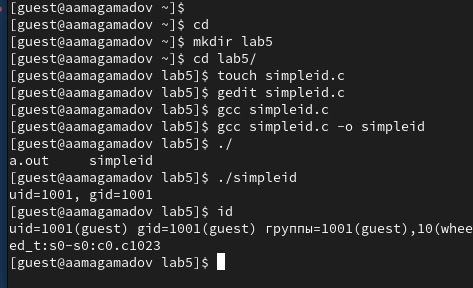 [guest@aamagamadov ~]$
[guest@aamagamadov ~]$ cd
[guest@aamagamadov ~]$ mkdir lab5
[guest@aamagamadov ~]$ cd lab5/
[guest@aamagamadov lab5]$ touch simpleid.c
[guest@aamagamadov lab5]$ gedit simpleid.c
[guest@aamagamadov lab5]$ gcc simpleid.c
[guest@aamagamadov lab5]$ gcc simpleid.c -o simpleid
[guest@aamagamadov lab5]$ ./
a.out     simpleid
[guest@aamagamadov lab5]$ ./simpleid
uid=1001, gid=1001
[guest@aamagamadov lab5]$ id
uid=1001(guest) gid=1001(guest) группы=1001(guest),10(whee
ed_t:s0-s0:c0.c1023
[guest@aamagamadov lab5]$